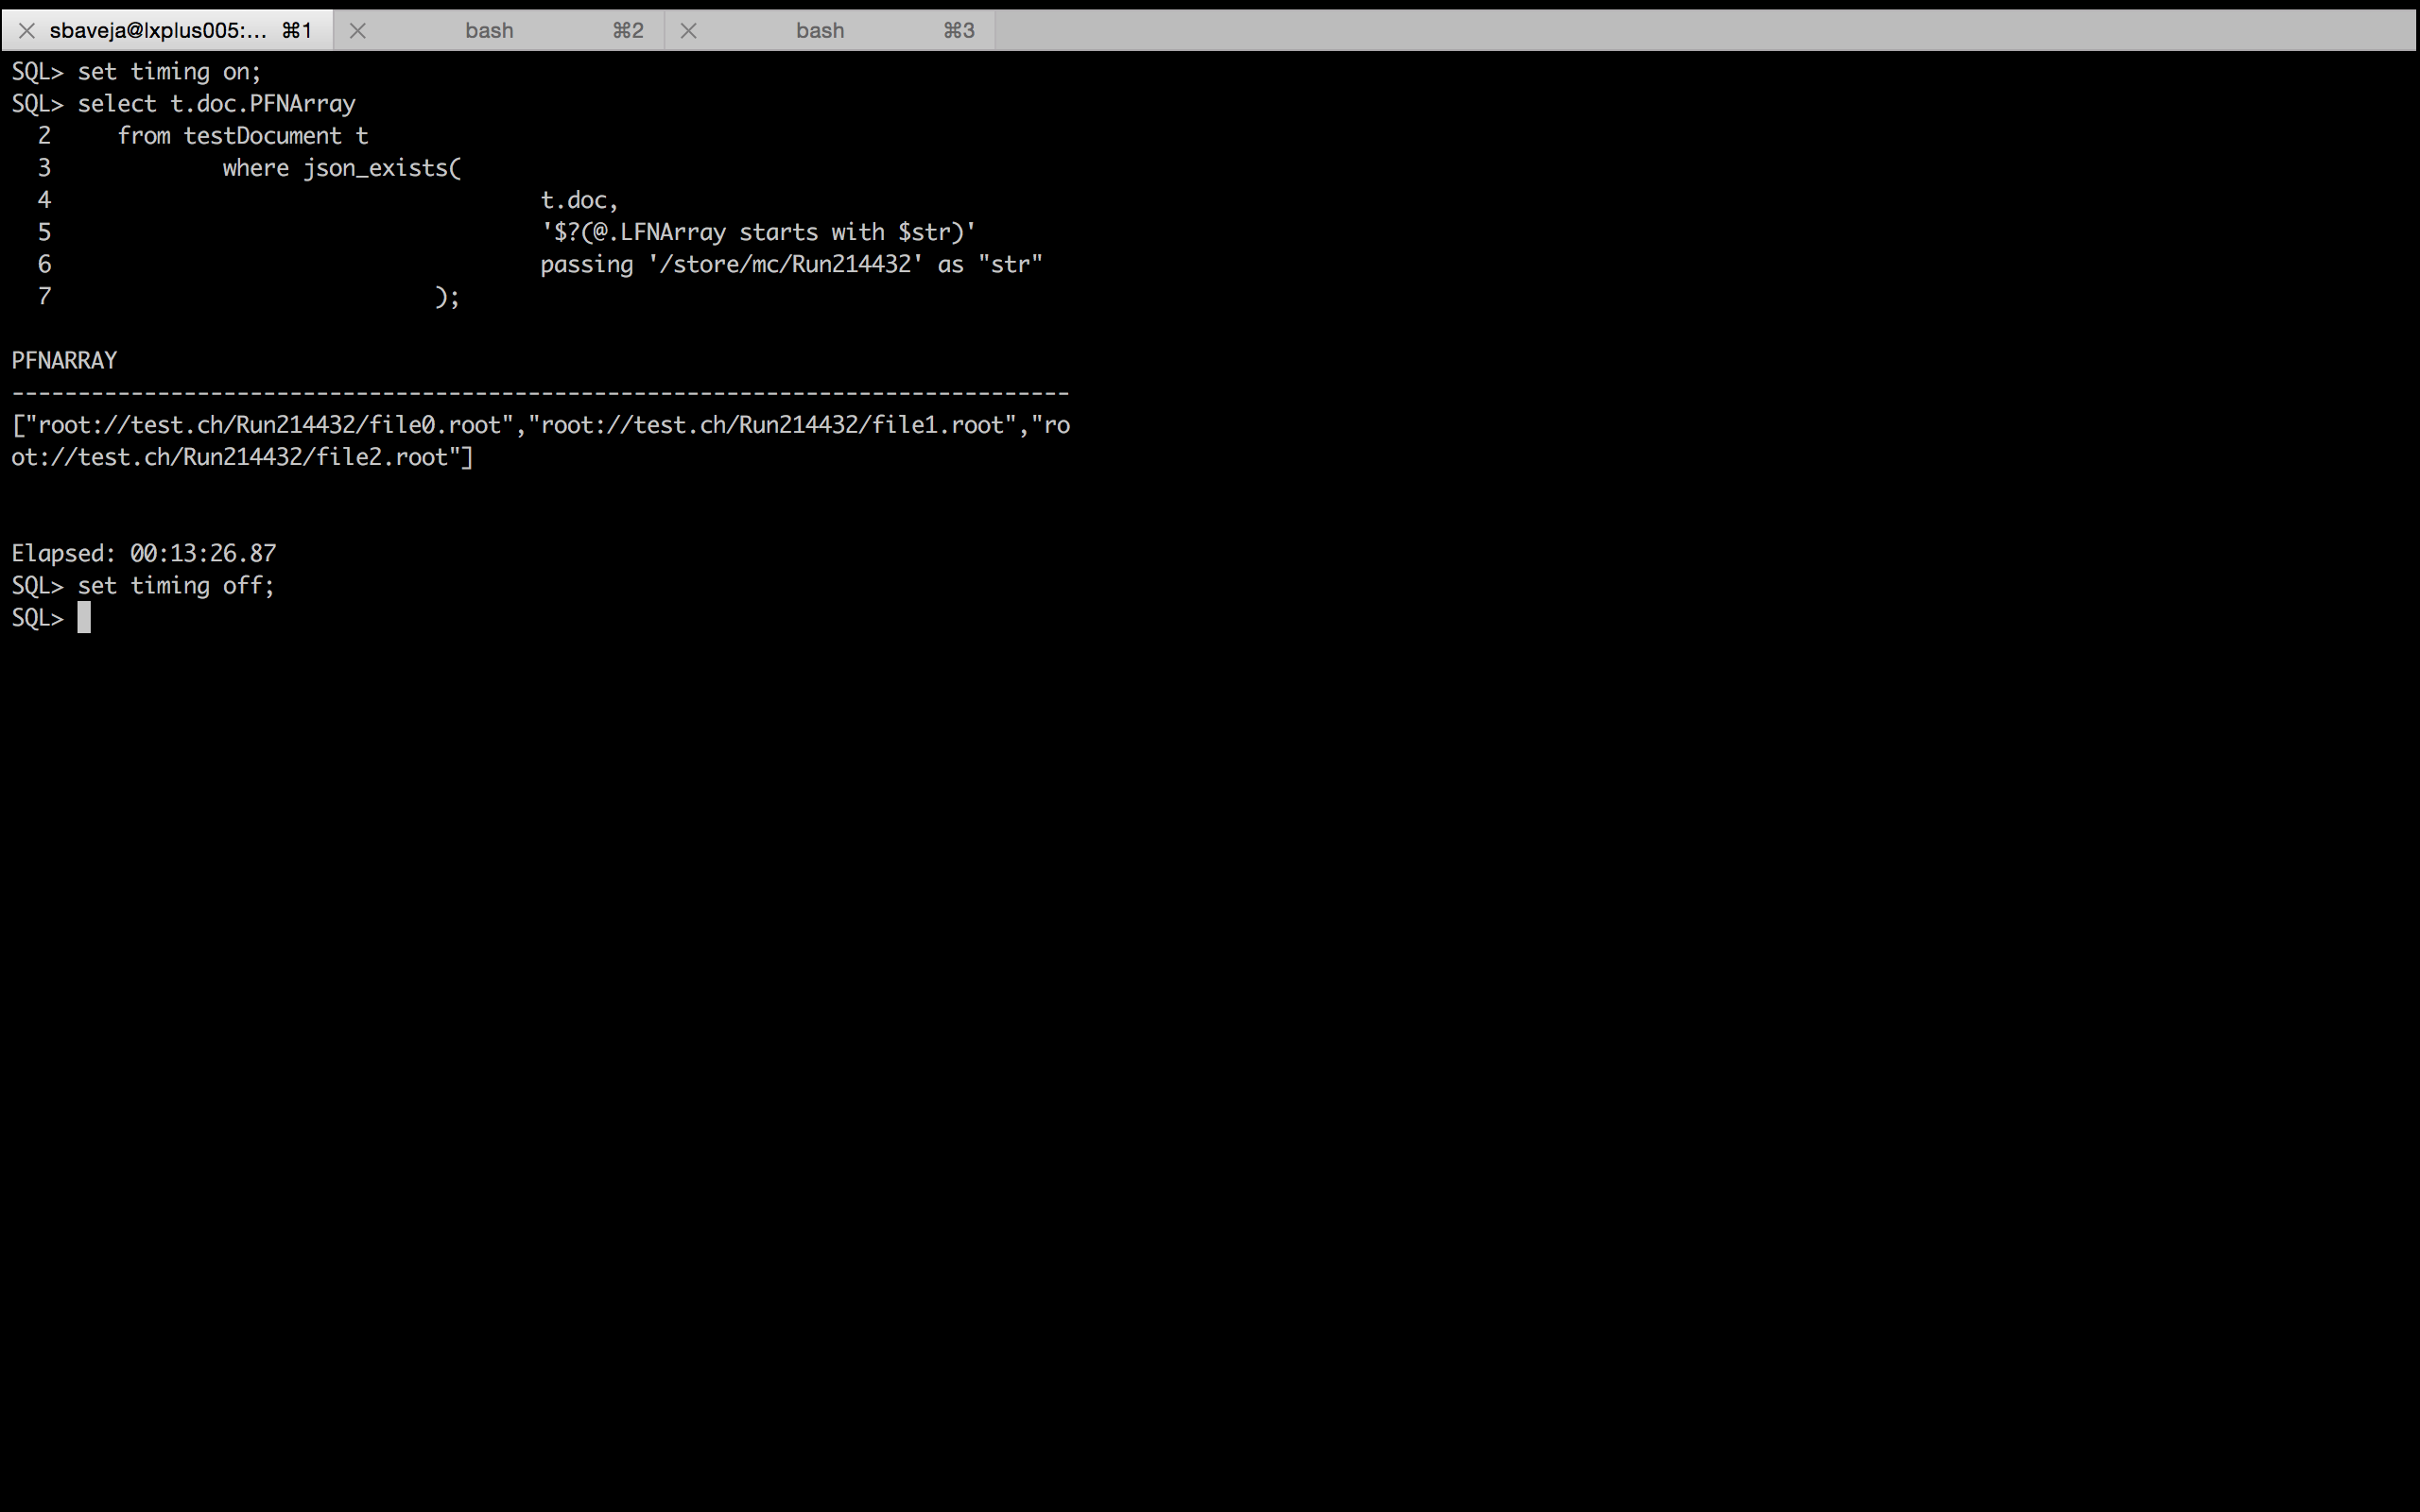 sbaveja@lxplus005:... ⌘1 bash ⌘2 bash ⌘3
SQL> set timing on;
SQL> select t.doc.PFNArray
  2     from testDocument t
  3             where json_exists(
  4                                     t.doc,
  5                                     '$?(@.LFNArray starts with $str)'
  6                                     passing '/store/mc/Run214432' as "str"
  7                             );
PFNARRAY
--------------------------------------------------------------------------------
["root://test.ch/Run214432/file0.root","root://test.ch/Run214432/file1.root","ro
ot://test.ch/Run214432/file2.root"]
Elapsed: 00:13:26.87
SQL> set timing off;
SQL>